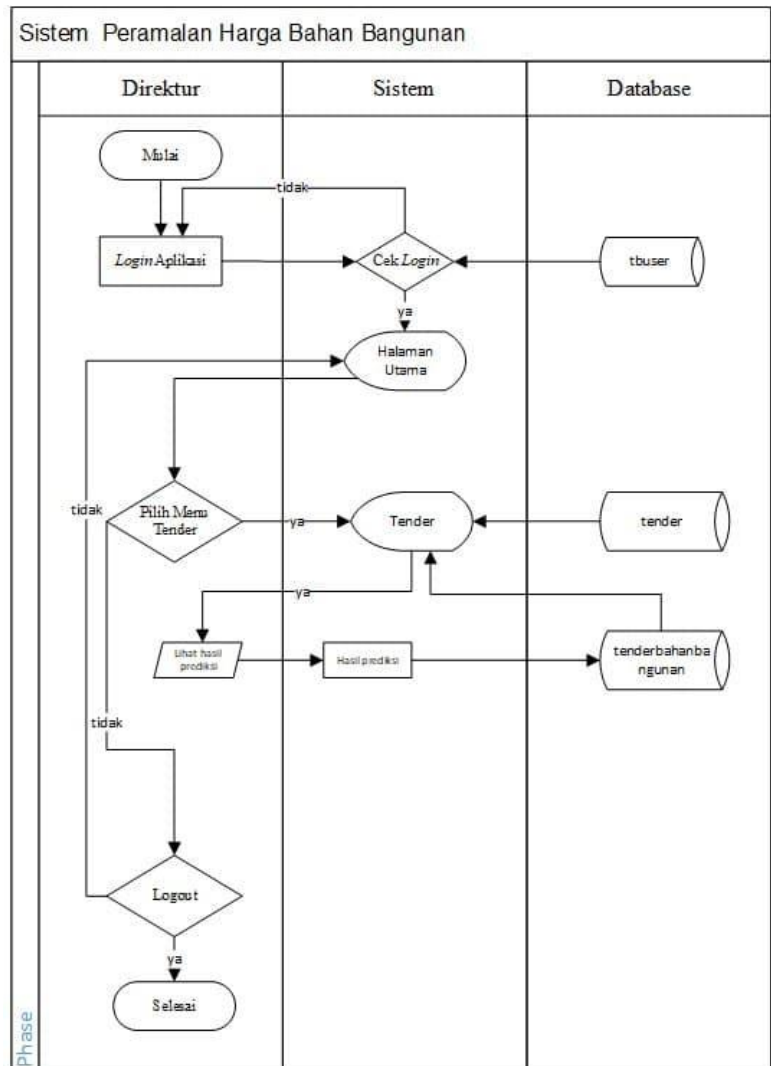 Sistem Peramalan Harga Bahan Bangunan
Direktur
Sistem
Database
Mulai
tidak
Login Aplikasi
Cek Login
tbuser
ya
Halaman
Utama
tidak
Pilih Menu
Tender
ya
Tender
tender
ya
Lihat hasil
prediksi
Hasil prediksi
tenderbahanba
ngunan
tidak
Logout
ya
Selesai
Phase